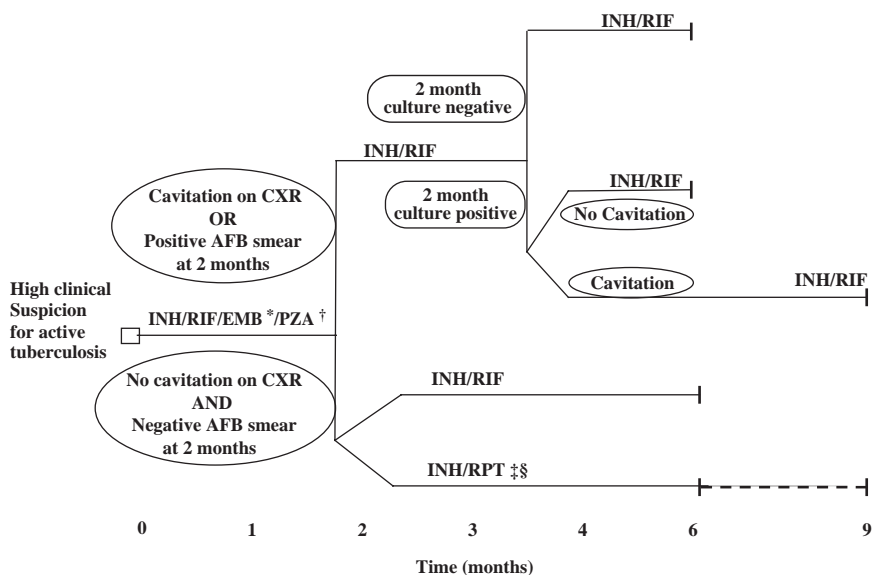 INH/RIF
2 month
culture negative
INH/RIF
Cavitation on CXR
OR
Positive AFB smear
at 2 months
2 month
culture positive
INH/RIF
No Cavitation
Cavitation
INH/RIF
High clinical
Suspicion
for active
tuberculosis
INH/RIF/EMB */PZA †
No cavitation on CXR
AND
Negative AFB smear
at 2 months
INH/RIF
INH/RPT ‡§
0 1 2 3 4 6 9
Time (months)